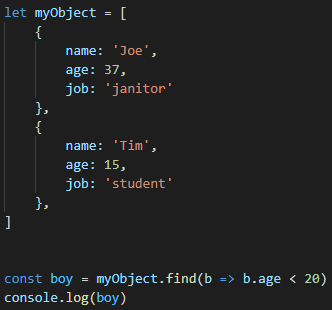 let myObject = [
    {
        name: 'Joe',
        age: 37,
        job: 'janitor'
    },
    {
        name: 'Tim',
        age: 15,
        job: 'student'
    },
]
const boy = myObject.find(b => b.age < 20)
console.log(boy)